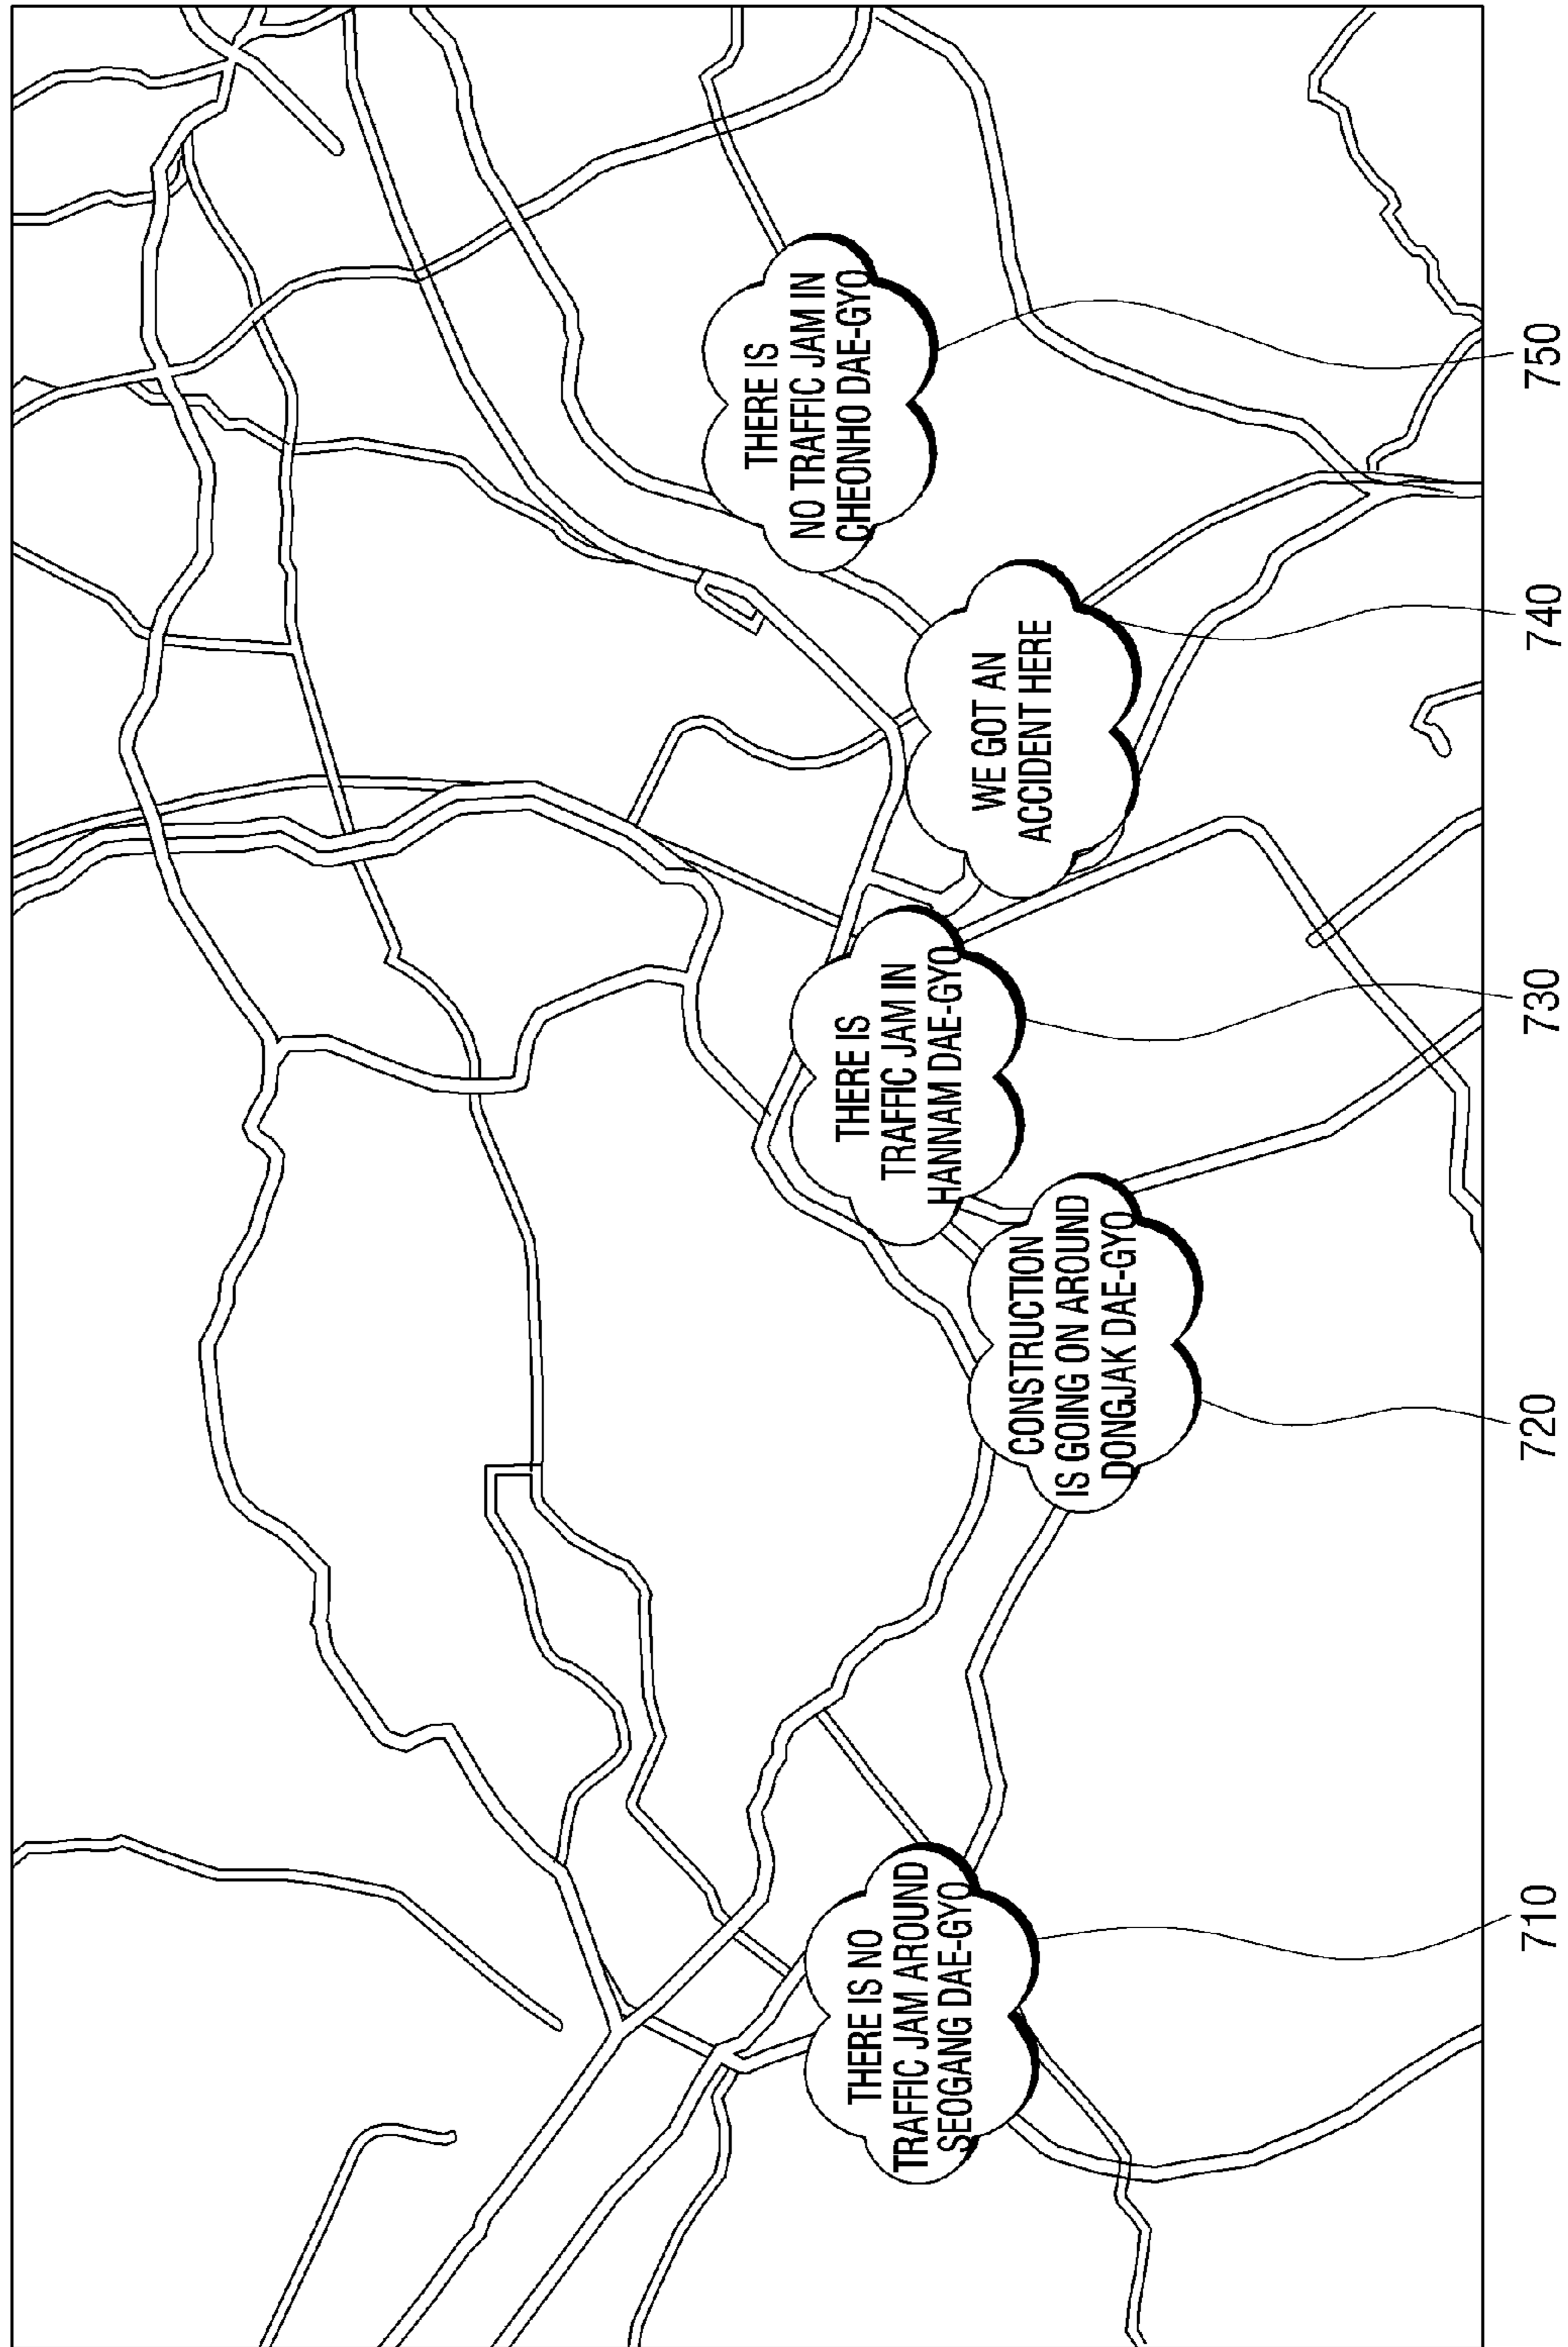 THERE IS NO
TRAFFIC JAM AROUND
SEOGANG DAE-GYO
CONSTRUCTION
IS GOING ON AROUND
DONGJAK DAE-GYO
THERE IS
TRAFFIC JAM IN
HANNAM DAE-GYO
WE GOT AN
ACCIDENT HERE
THERE IS
NO TRAFFIC JAM IN
CHEONHO DAE-GYO
710
720
730
740
750